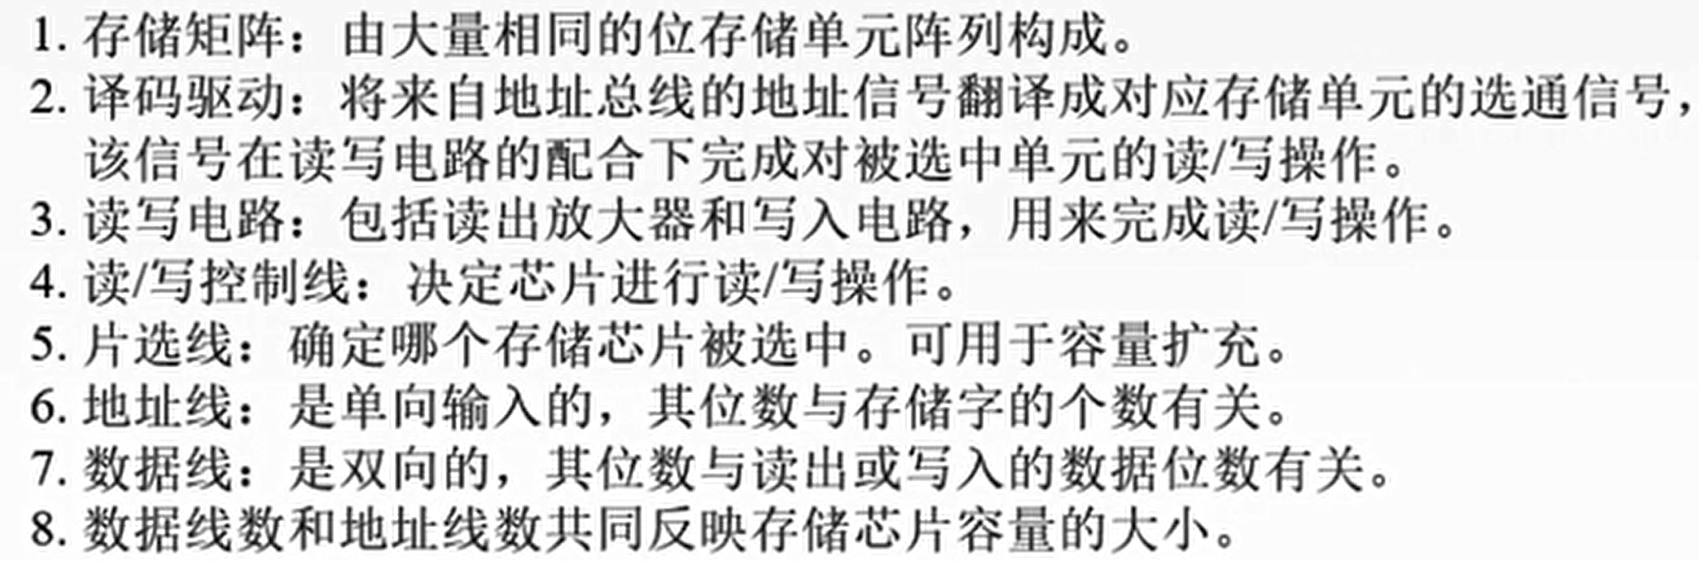 1. 存储矩阵：由大量相同的位存储单元阵列构成。
2. 译码驱动：将来自地址总线的地址信号翻译成对应存储单元的选通信号，
该信号在读写电路的配合下完成对被选中单元的读/写操作。
3. 读写电路：包括读出放大器和写入电路，用来完成读/写操作。
4. 读/写控制线：决定芯片进行读/写操作。
5. 片选线：确定哪个存储芯片被选中。可用于容量扩充。
6. 地址线：是单向输入的，其位数与存储字的个数有关。
7. 数据线：是双向的，其位数与读出或写入的数据位数有关。
8. 数据线数和地址线数共同反映存储芯片容量的大小。